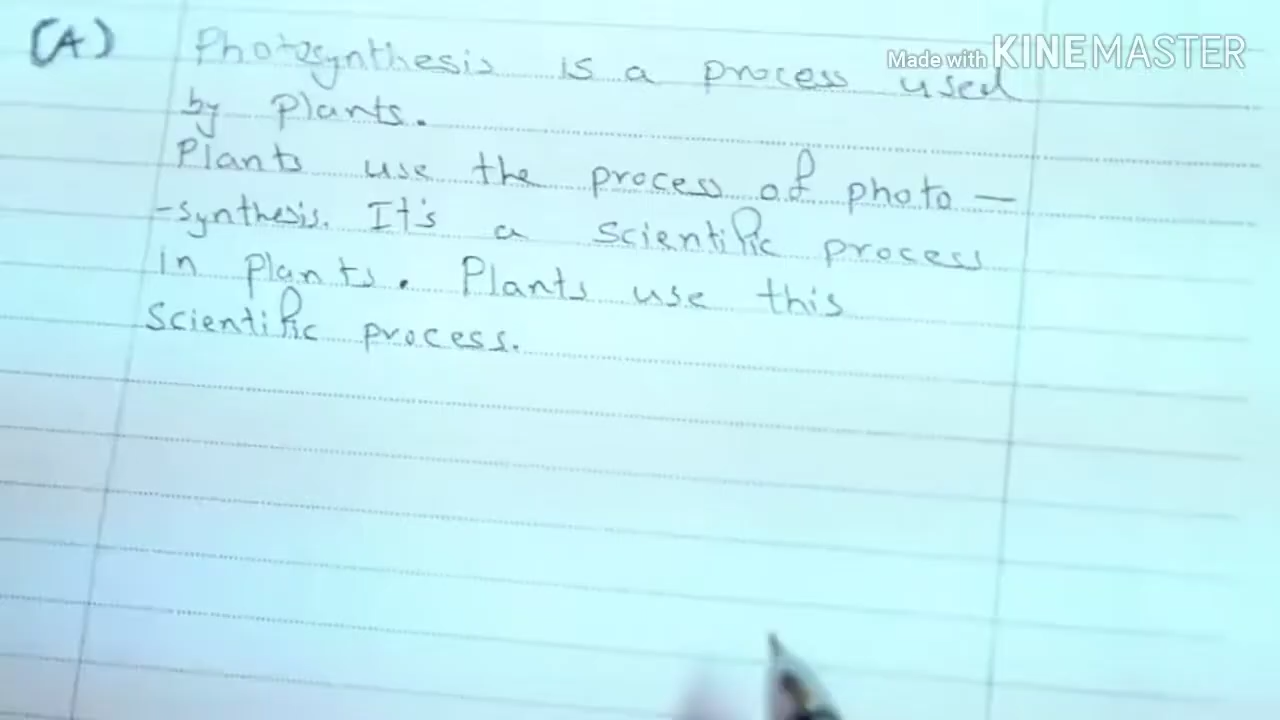 (A) Photosynthesis is a process used
by plants.
Plants use the process of photo —
-synthesis. It's a scientific process
in plants. Plants use this
scientific process.
Made with KINEMASTER